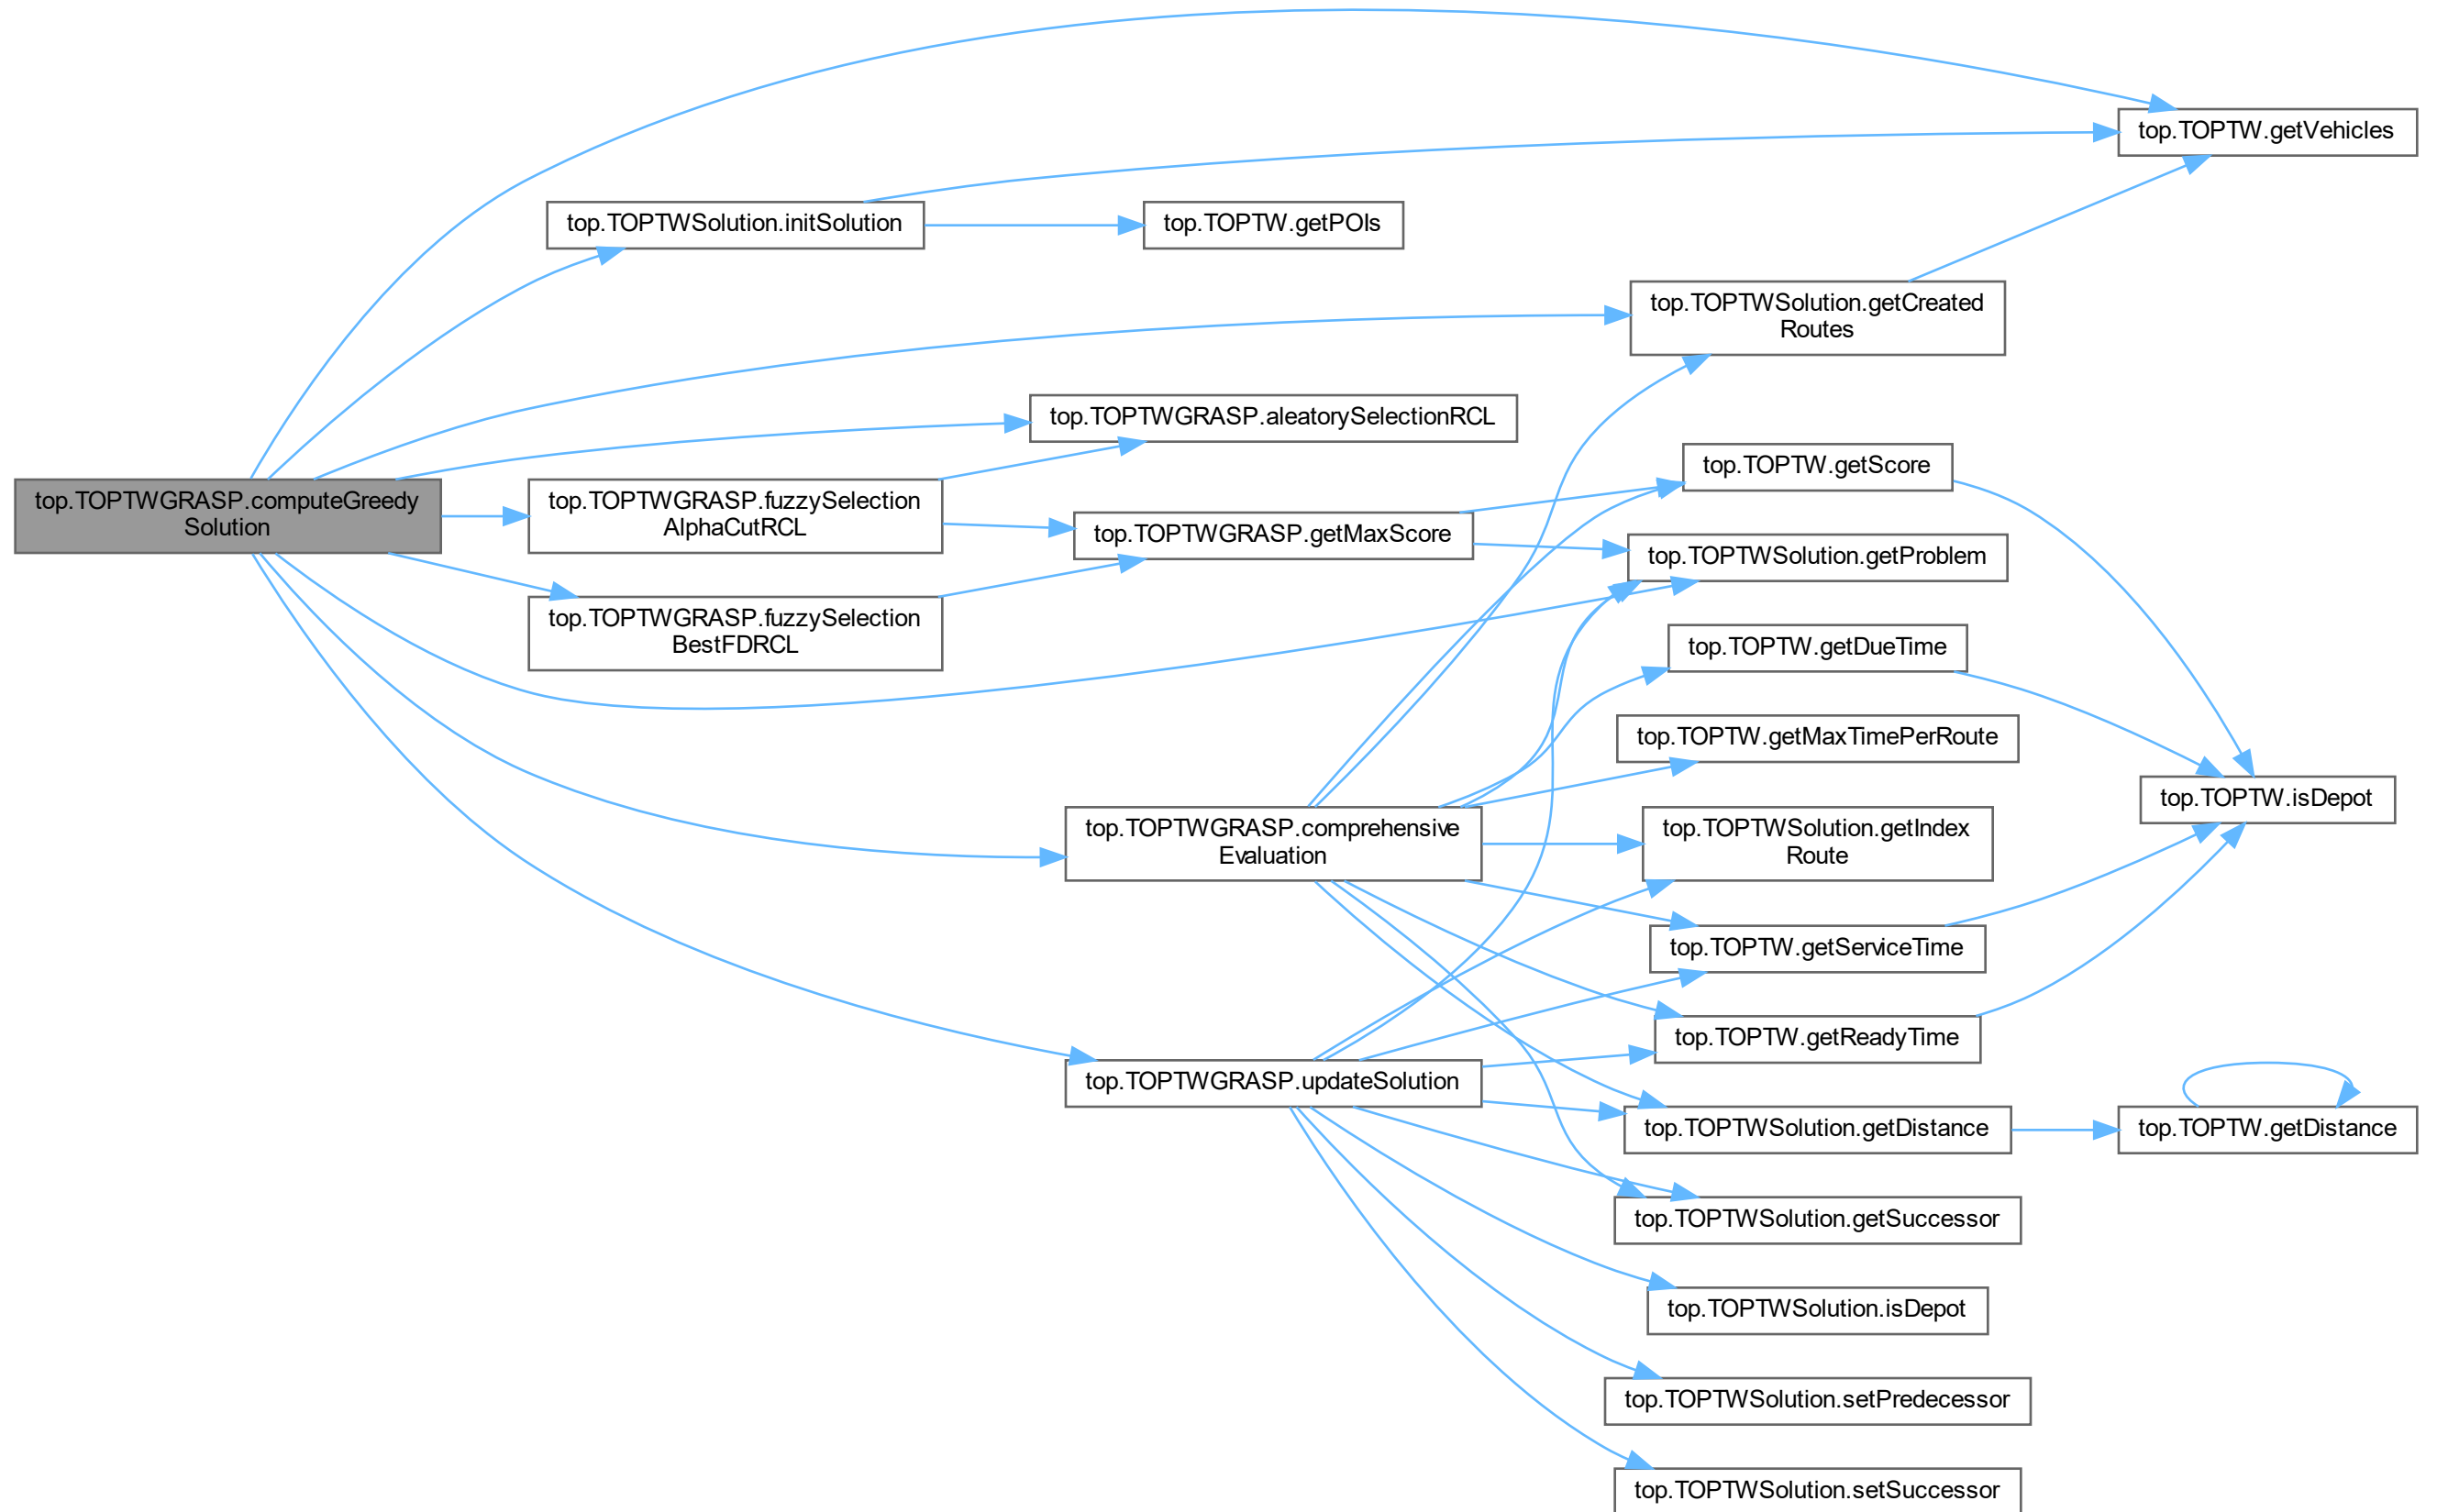 top.TOPTW.getVehicles
top.TOPTWSolution.initSolution
top.TOPTW.getPOIs
top.TOPTWSolution.getCreated
Routes
top.TOPTWGRASP.aleatorySelectionRCL
top.TOPTW.getScore
top.TOPTWGRASP.computeGreedy
Solution
top.TOPTWGRASP.fuzzySelection
AlphaCutRCL
top.TOPTWGRASP.getMaxScore
top.TOPTWSolution.getProblem
top.TOPTWGRASP.fuzzySelection
BestFDRCL
top.TOPTW.getDueTime
top.TOPTW.getMaxTimePerRoute
top.TOPTW.isDepot
top.TOPTWGRASP.comprehensive
Evaluation
top.TOPTWSolution.getIndex
Route
top.TOPTW.getServiceTime
top.TOPTW.getReadyTime
top.TOPTWGRASP.updateSolution
top.TOPTWSolution.getDistance
top.TOPTW.getDistance
top.TOPTWSolution.getSuccessor
top.TOPTWSolution.isDepot
top.TOPTWSolution.setPredecessor
top.TOPTWSolution.setSuccessor